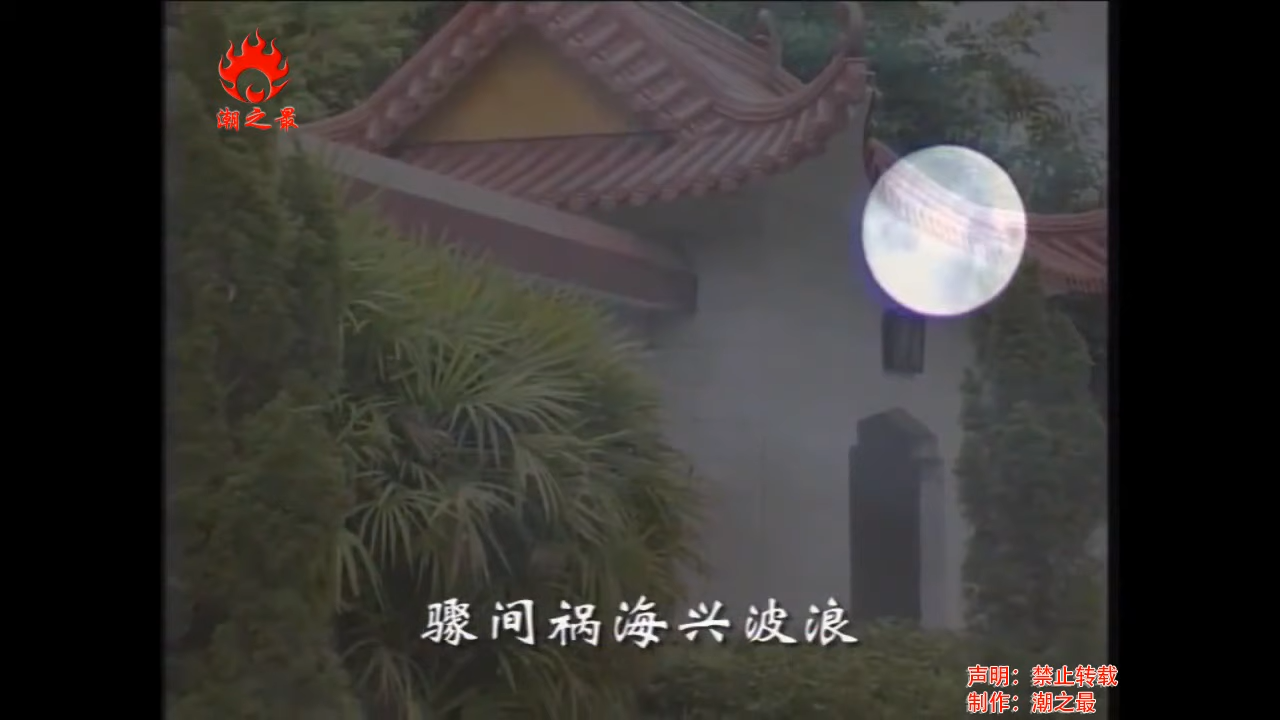 潮之最
骤间祸海兴波浪
声明：禁止转载
制作：潮之最